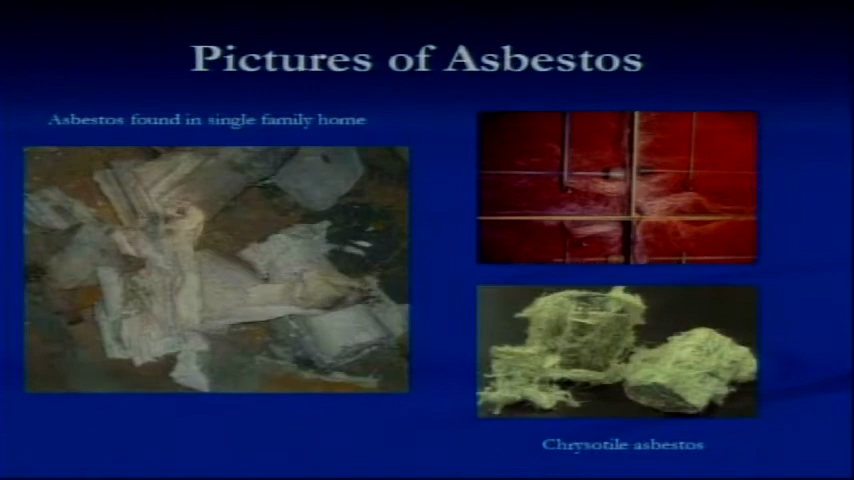 Pictures of Asbestos
Asbestos found in single family home
Chrysotile asbestos